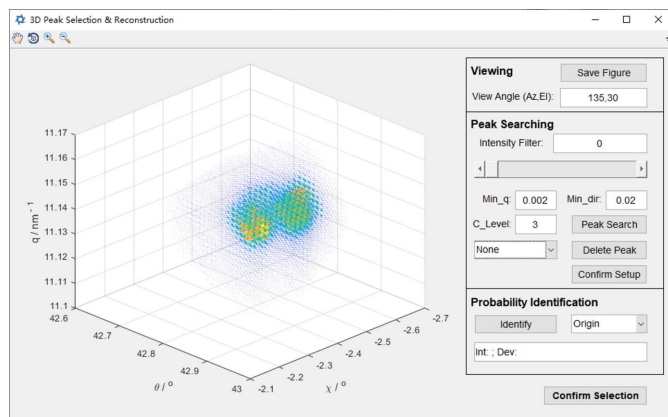 3D Peak Selection & Reconstruction
Viewing
Save Figure
View Angle (Az,El): 135,30
Peak Searching
Intensity Filter: 0
Min_q: 0.002 Min_dir: 0.02
C_Level: 3 Peak Search
None Delete Peak
Confirm Setup
Probability Identification
Identify Origin
Int: ; Dev:
Confirm Selection
q / nm⁻¹
11.17
11.16
11.15
11.14
11.13
11.12
11.11
11.1
42.6
42.7
42.8
42.9
43
θ / °
-2.1
-2.2
-2.3
-2.4
-2.5
-2.6
-2.7
χ / °